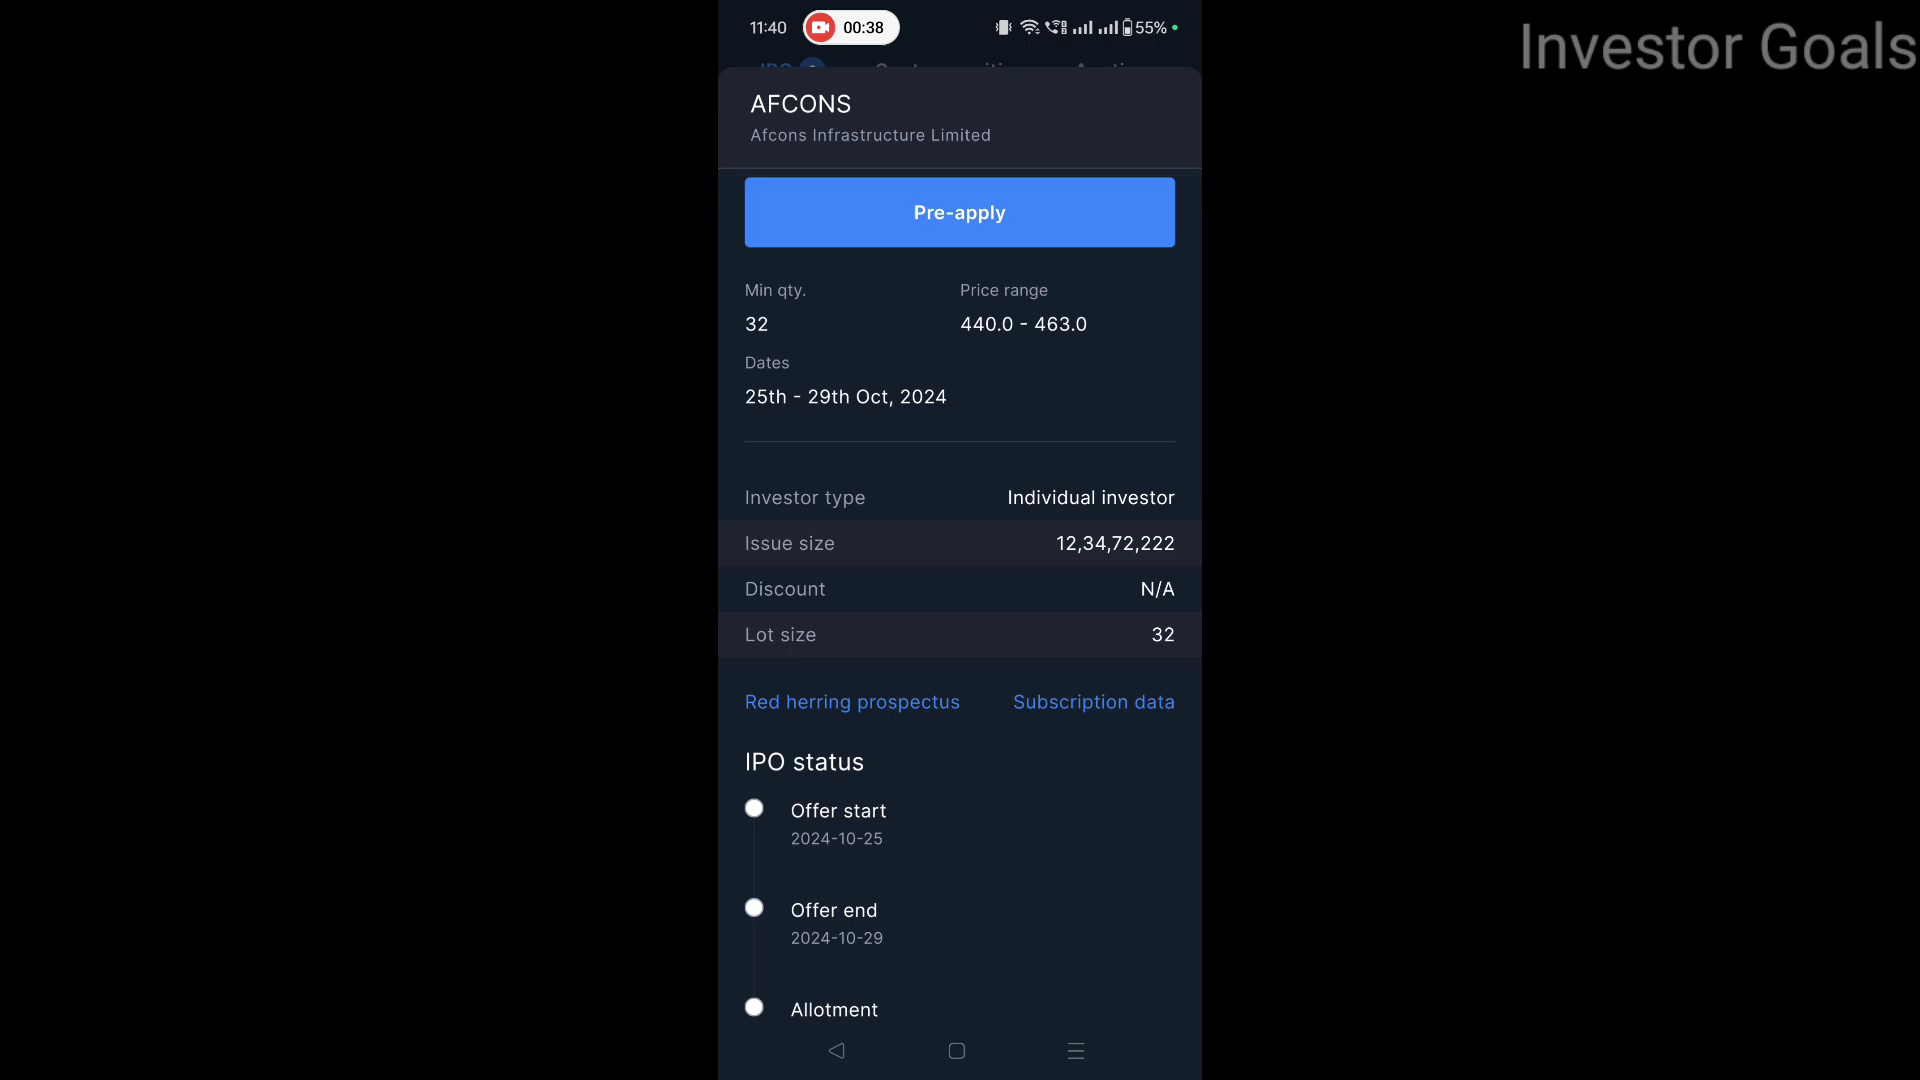 Investor Goals
11:40 00:38 55%
IPO
AFCONS
Afcons Infrastructure Limited
Pre-apply
Min qty. Price range
32 440.0 - 463.0
Dates
25th - 29th Oct, 2024
Investor type Individual investor
Issue size 12,34,72,222
Discount N/A
Lot size 32
Red herring prospectus Subscription data
IPO status
Offer start
2024-10-25
Offer end
2024-10-29
Allotment